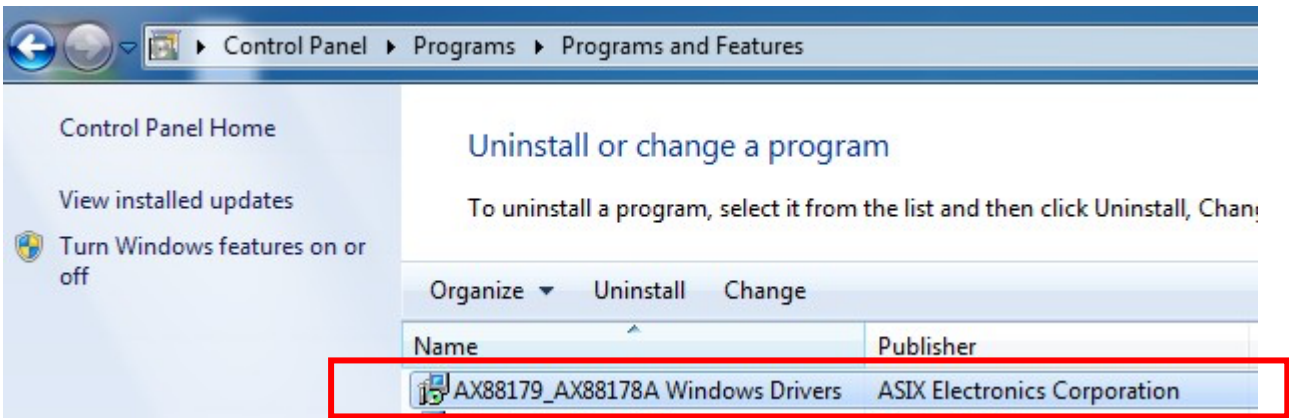 Control Panel ▸ Programs ▸ Programs and Features
Control Panel Home
View installed updates
Turn Windows features on or
off
Uninstall or change a program
To uninstall a program, select it from the list and then click Uninstall,
Organize Uninstall Change
Name Publisher
AX88179_AX88178A Windows Drivers ASIX Electronics Corporation